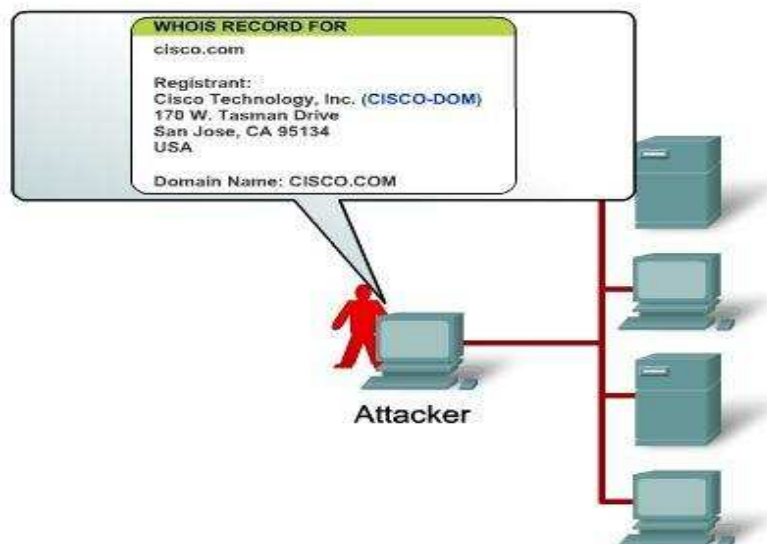 WHOIS RECORD FOR
cisco.com
Registrant:
Cisco Technology, Inc. (CISCO-DOM)
170 W. Tasman Drive
San Jose, CA 95134
USA
Domain Name: CISCO.COM
Attacker